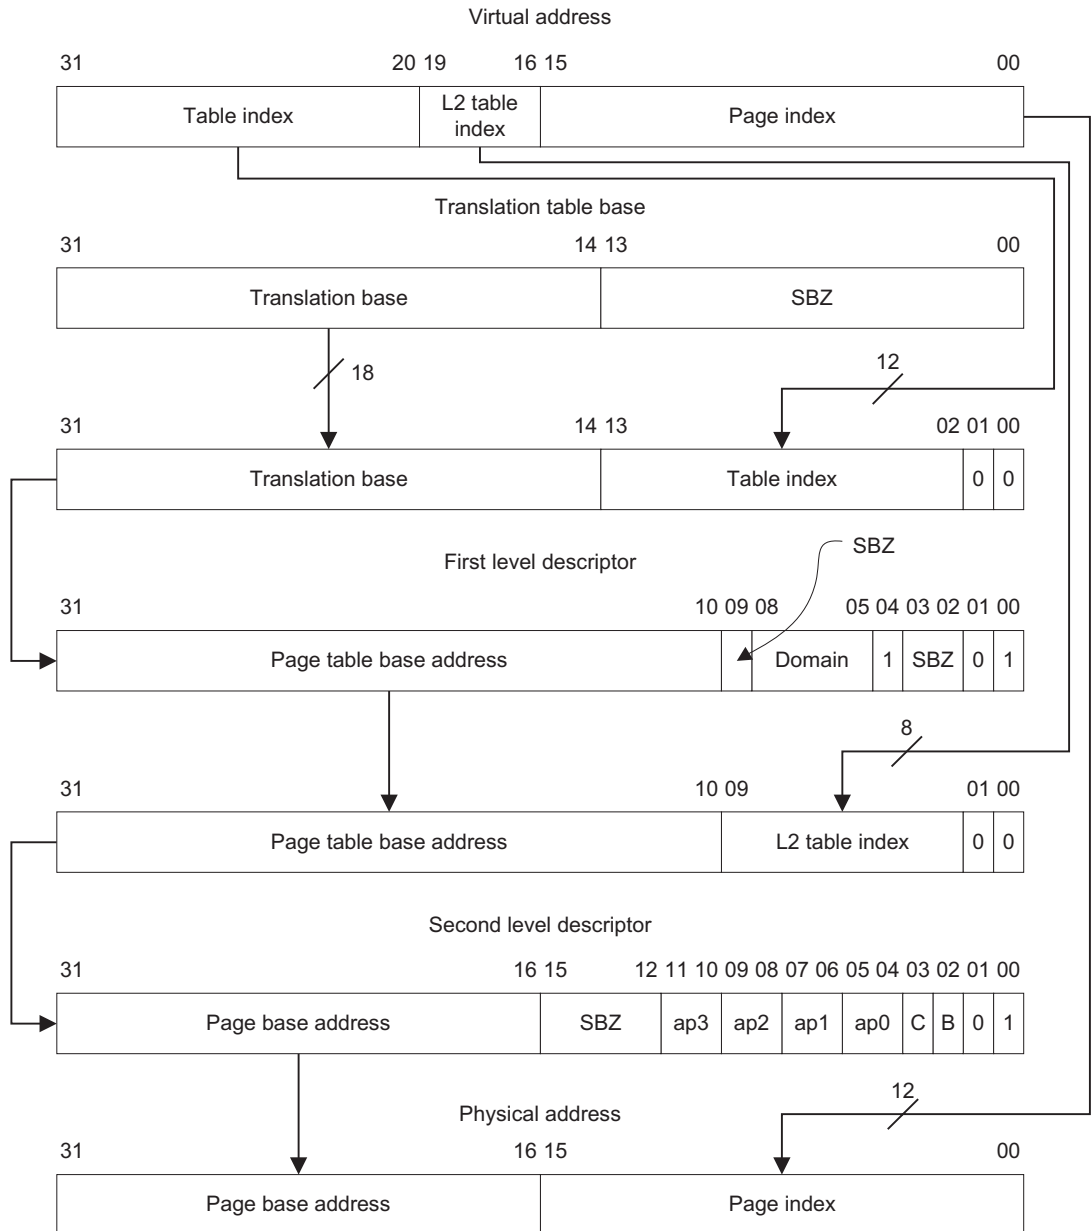 Virtual address
31 20 19 16 15 00
Table index L2 table index Page index
Translation table base
31 14 13 00
Translation base SBZ
18 12
31 14 13 02 01 00
Translation base Table index 0 0
First level descriptor SBZ
31 10 09 08 05 04 03 02 01 00
Page table base address Domain 1 SBZ 0 1
8
31 10 09 01 00
Page table base address L2 table index 0 0
Second level descriptor
31 16 15 12 11 10 09 08 07 06 05 04 03 02 01 00
Page base address SBZ ap3 ap2 ap1 ap0 C B 0 1
12
Physical address
31 16 15 00
Page base address Page index